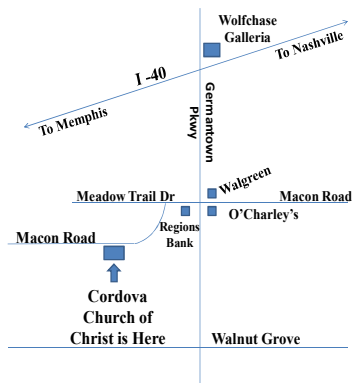 Wolfchase
Galleria
To Nashville
I -40
To Memphis
Germantown
Pkwy
Walgreen
Meadow Trail Dr
Macon Road
O'Charley's
Regions
Bank
Macon Road
Cordova
Church of
Christ is Here
Walnut Grove